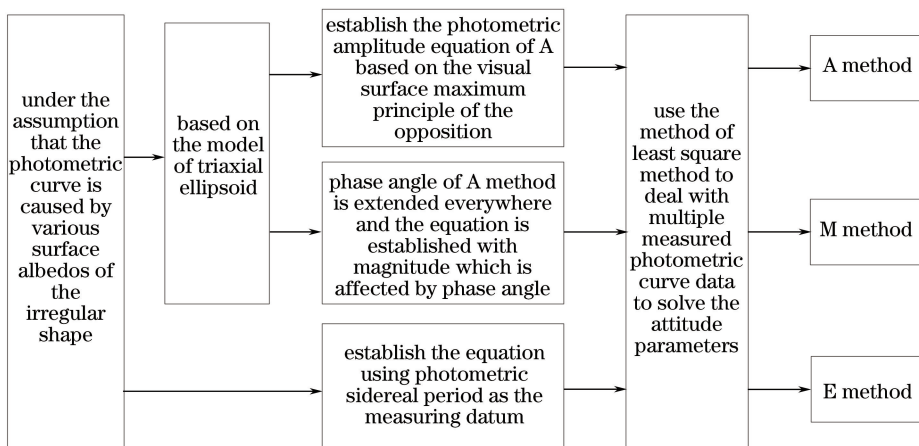 under the
assumption
that the
photometric
curve is
caused by
various
surface
albedos of
the
irregular
shape
based on
the model
of triaxial
ellipsoid
establish the photometric
amplitude equation of A
based on the visual
surface maximum
principle of the
opposition
phase angle of A method
is extended everywhere
and the equation is
established with
magnitude which is
affected by phase angle
establish the equation
using photometric
sidereal period as the
measuring datum
use the
method of
least square
method to
deal with
multiple
measured
photometric
curve data
to solve the
attitude
parameters
A method
M method
E method